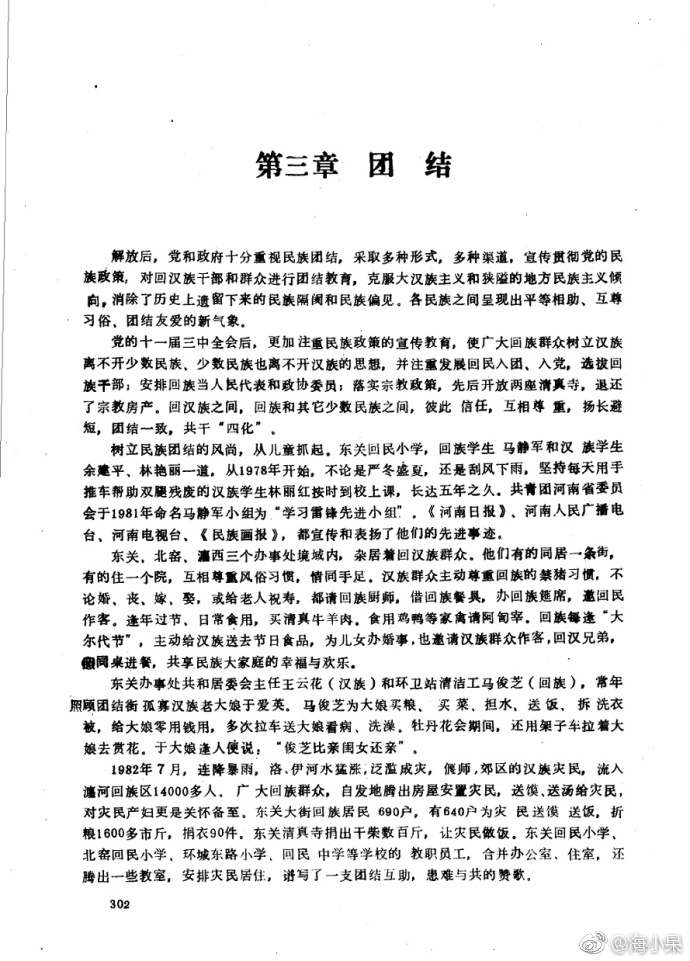 第三章 团 结
解放后，党和政府十分重视民族团结，采取多种形式，多种渠道，宣传贯彻党的民
族政策，对回汉族干部和群众进行团结教育，克服大汉族主义和狭隘的地方民族主义倾
向，消除了历史上遗留下来的民族隔阂和民族偏见。各民族之间呈现出平等相助、互尊
习俗、团结友爱的新气象。
党的十一届三中全会后，更加注重民族政策的宣传教育，使广大回族群众树立汉族
离不开少数民族、少数民族也离不开汉族的思想，并注重发展回民入团、入党，选拔回
族干部；安排回族当人民代表和政协委员；落实宗教政策，先后开放两座清真寺，退还
了宗教房产。回汉族之间，回族和其它少数民族之间，彼此 信任，互相尊 重，扬长避
短，团结一致，共干“四化”。
树立民族团结的风尚，从儿童抓起。东关回民小学，回族学生 马静军和汉 族学生
余建平、林艳丽一道，从1978年开始，不论是严冬盛夏，还是刮风下雨，坚持每天用手
推车帮助双腿残废的汉族学生林丽红按时到校上课，长达五年之久。共青团河南省委员
会于1981年命名马静军小组为“学习雷锋先进小组”。《河南日报》、河南人民广播电
台、河南电视台、《民族画报》，都宣传和表扬了他们的先进事迹。
东关、北窑、瀍西三个办事处境域内，杂居着回汉族群众。他们有的同居一条街，
有的住一个院，互相尊重风俗习惯，情同手足。汉族群众主动尊重回族的禁猪习惯，不
论婚、丧、嫁、娶，或给老人祝寿，都请回族厨师，借回族餐具，办回族筵席，邀回民
作客。逢年过节、日常食用，买清真牛羊肉。食用鸡鸭等家禽请阿訇宰。回族每逢“大
尔代节”，主动给汉族送去节日食品，为儿女办婚事，也邀请汉族群众作客，回汉兄弟，
同桌进餐，共享民族大家庭的幸福与欢乐。
东关办事处共和居委会主任王云花（汉族）和环卫站清洁工马俊芝（回族），常年
照顾团结街 孤寡汉族老大娘于爱英。 马俊芝为大娘买粮、 买 菜、 担水、 送 饭、 拆 洗衣
被，给大娘零用钱用，多次拉车送大娘看病、洗澡。牡丹花会期间，还用架子车拉着大
娘去赏花。于大娘逢人便说：“俊芝比亲闺女还亲”。
1982年７月，连降暴雨，洛、伊河水猛涨，泛滥成灾，偃师，郊区的汉族灾民，流入
瀍河回族区14000多人。 广 大回族群众，自发地腾出房屋安置灾民，送馍、送汤给灾民，
对灾民产妇更是关怀备至。东关大街回族居民 690户，有640户为灾 民送馍 送饭，折
粮1600多市斤，捐衣90件。东关清真寺捐出干柴数百斤，让灾民做饭。东关回民小学、
北窑回民小学、环城东路小学、回民 中学等学校的 教职员工，合并办公室、住室，还
腾出一些教室，安排灾民居住，谱写了一支团结互助，患难与共的赞歌。
302
@海小杲